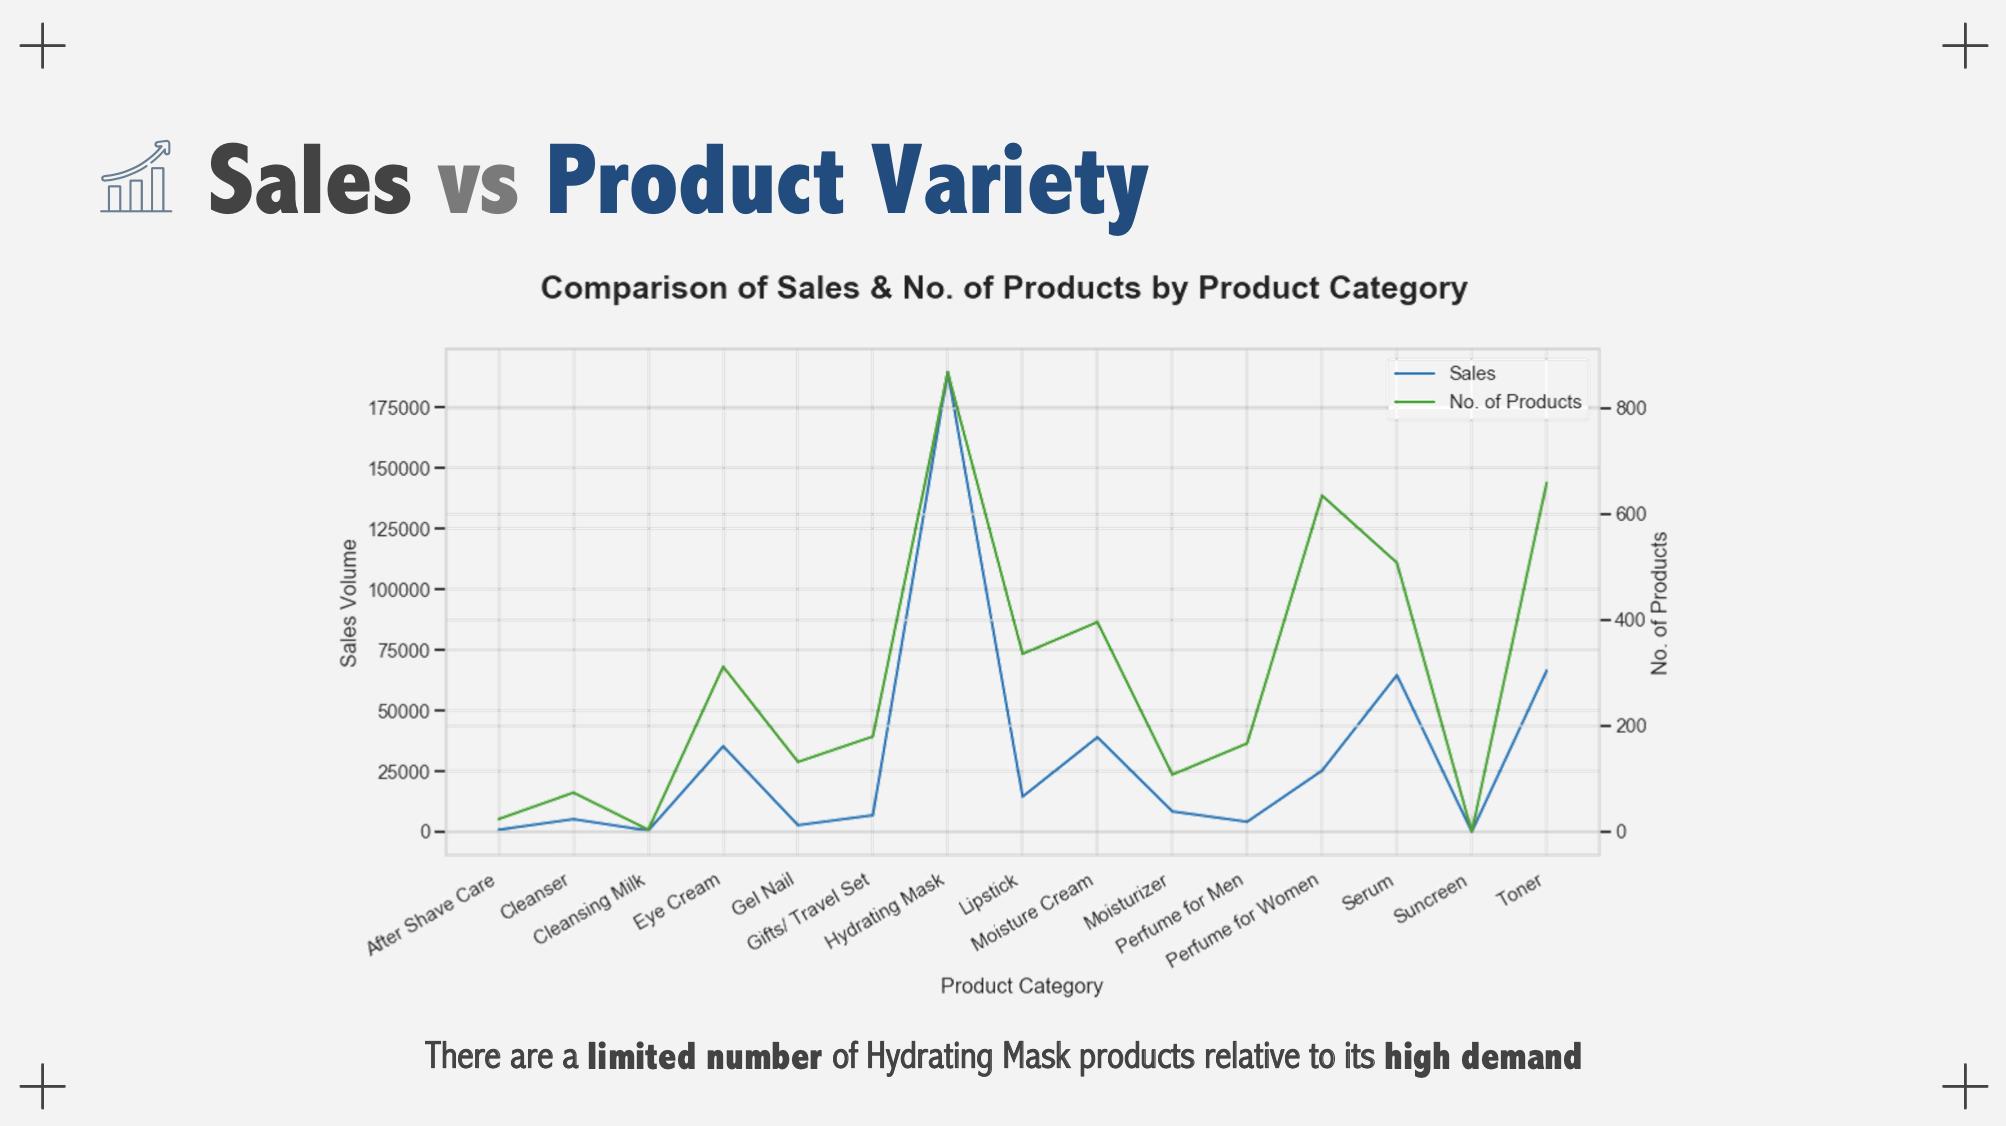 Sales vs Product Variety
Comparison of Sales & No. of Products by Product Category
Sales
No. of Products
175000
150000
125000
100000
75000
50000
25000
0
Sales Volume
800
600
400
200
0
No. of Products
After Shave Care
Cleanser
Cleansing Milk
Eye Cream
Gel Nail
Gifts/ Travel Set
Hydrating Mask
Lipstick
Moisture Cream
Moisturizer
Perfume for Men
Perfume for Women
Serum
Suncreen
Toner
Product Category
There are a limited number of Hydrating Mask products relative to its high demand